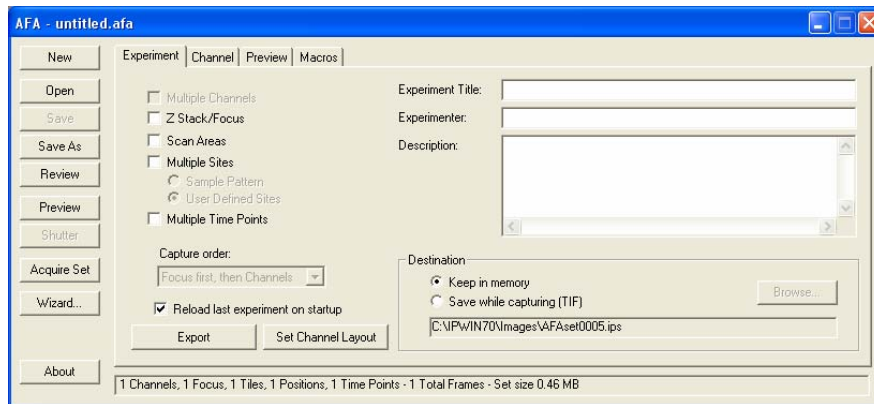 AFA - untitled.afa
New
Open
Save
Save As
Review
Preview
Shutter
Acquire Set
Wizard...
About
Experiment Channel Preview Macros
Multiple Channels
Z Stack/Focus
Scan Areas
Multiple Sites
Sample Pattern
User Defined Sites
Multiple Time Points
Capture order:
Focus first, then Channels
Reload last experiment on startup
Export Set Channel Layout
Experiment Title:
Experimenter:
Description:
Destination
Keep in memory
Save while capturing (TIF)
Browse...
C:\IPWIN70\Images\AFAset0005.ips
1 Channels, 1 Focus, 1 Tiles, 1 Positions, 1 Time Points - 1 Total Frames - Set size 0.46 MB